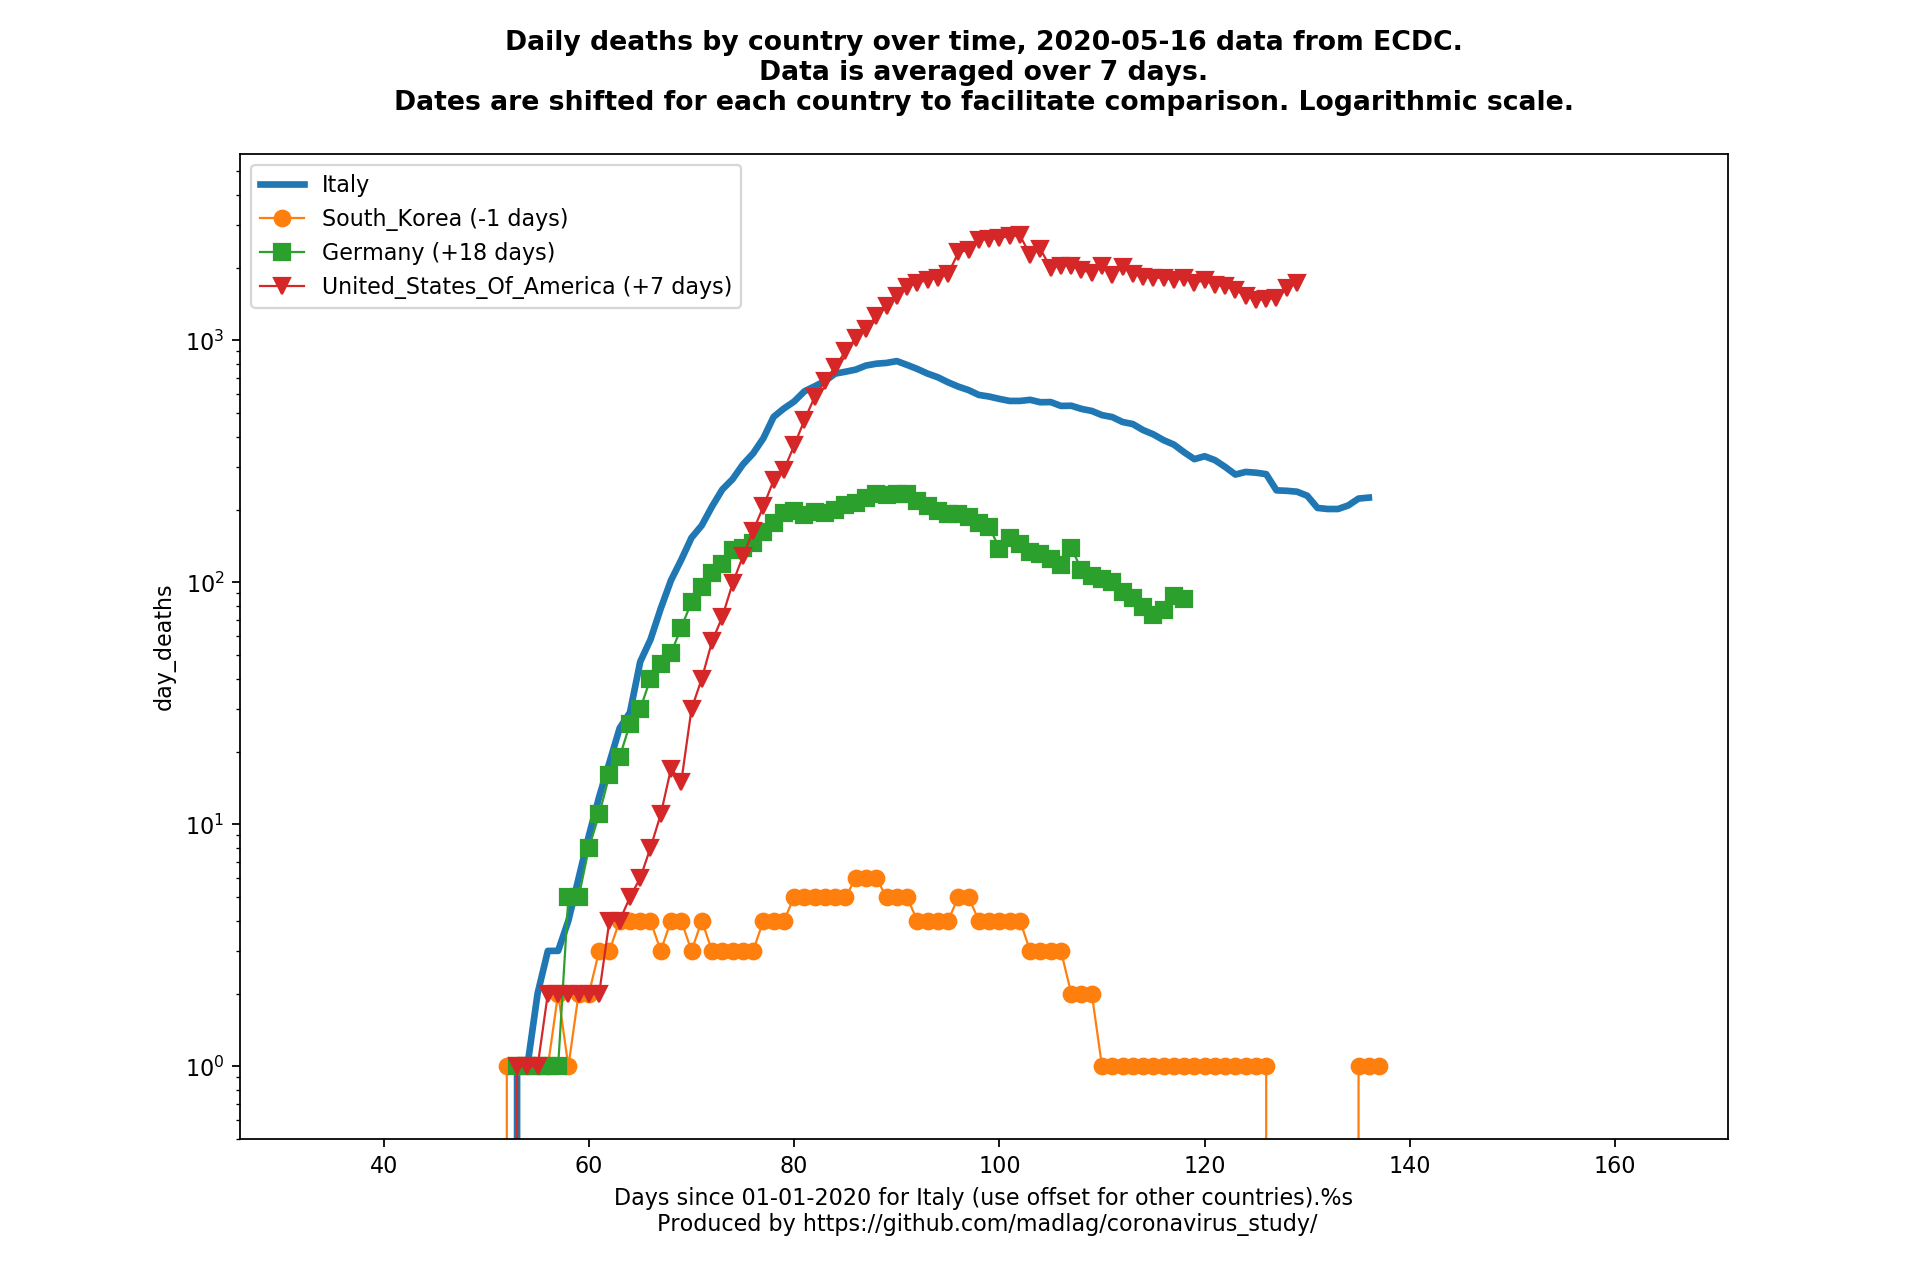 Daily deaths by country over time, 2020-05-16 data from ECDC.
Data is averaged over 7 days.
Dates are shifted for each country to facilitate comparison. Logarithmic scale.
Italy
South_Korea (-1 days)
Germany (+18 days)
United_States_Of_America (+7 days)
10³
10²
10¹
10⁰
day_deaths
40 60 80 100 120 140 160
Days since 01-01-2020 for Italy (use offset for other countries).%s
Produced by https://github.com/madlag/coronavirus_study/